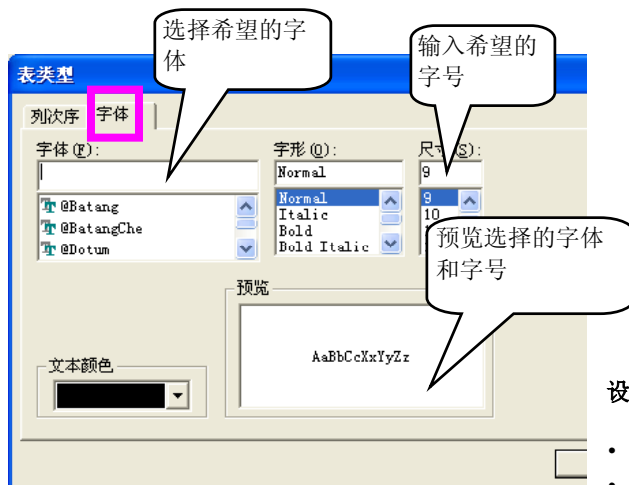 选择希望的字
体
输入希望的
字号
表类型
列次序 字体
字体(F): 字形(O): 尺寸(S):
Normal 9
@Batang
@BatangChe
@Dotum
Normal
Italic
Bold
Bold Italic
9
10
预览选择的字体
和字号
预览
AaBbCcXxYyZz
文本颜色
设
•
•